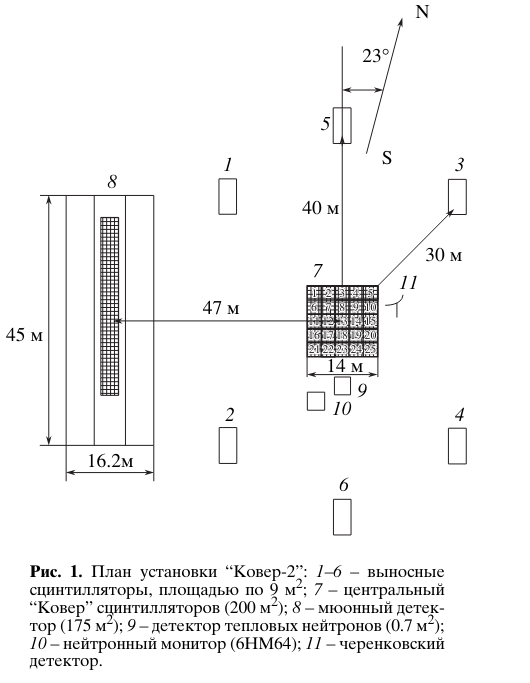 N
23°
5
S
1
3
8
40 м
30 м
7
11
47 м
45 м
14 м
9
10
2
4
16.2м
6
Рис. 1. План установки “Ковер-2”: 1–6 – выносные
сцинтилляторы, площадью по 9 м²; 7 – центральный
“Ковер” сцинтилляторов (200 м²); 8 – мюонный детек-
тор (175 м²); 9 – детектор тепловых нейтронов (0.7 м²);
10 – нейтронный монитор (6НМ64); 11 – черенковский
детектор.